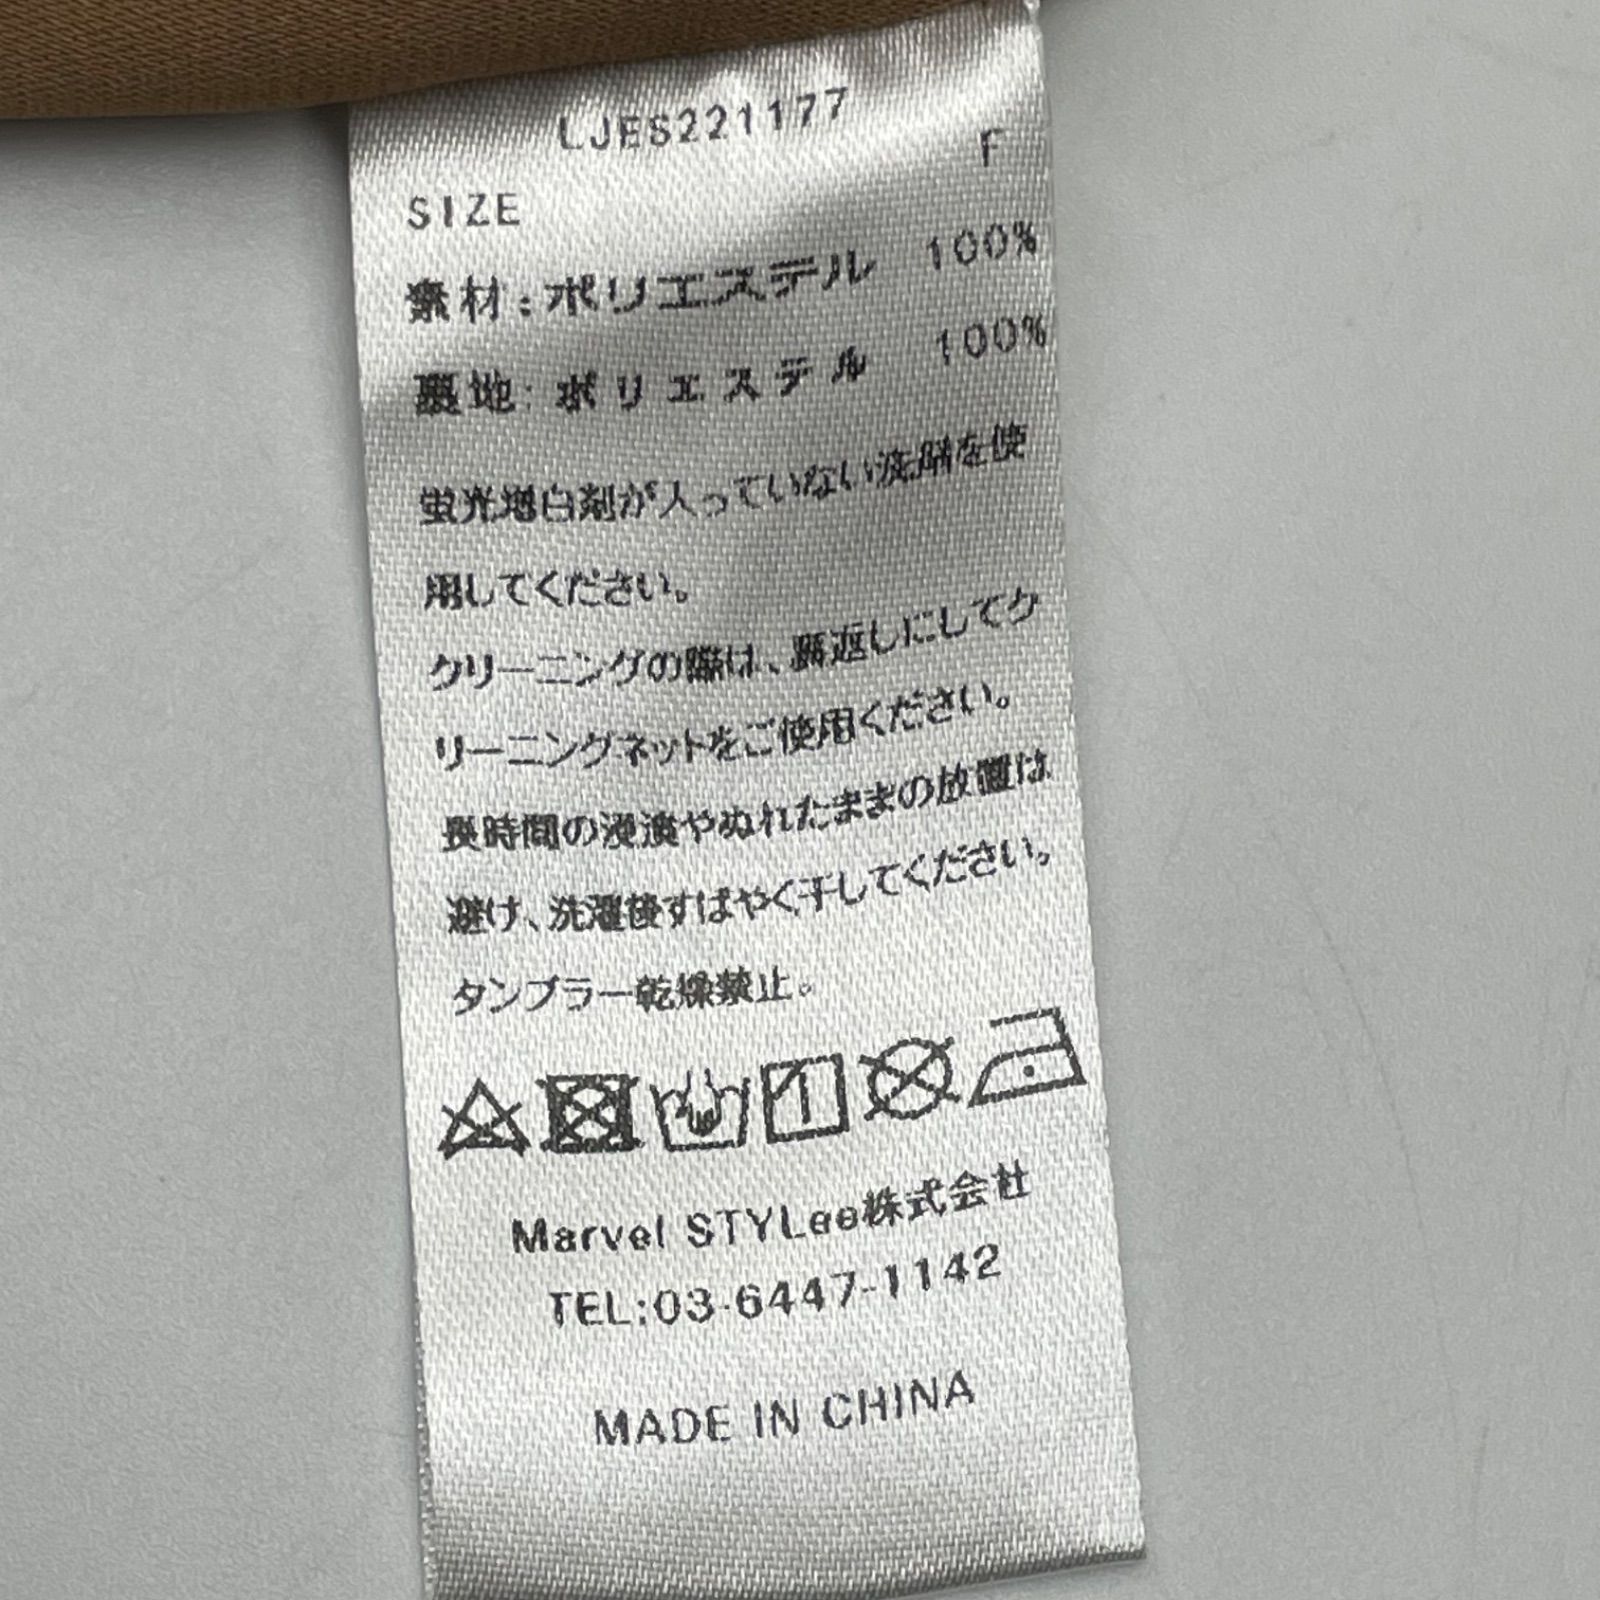 LJES221177
SIZE F
素材:ポリエステル 100%
裏地:ポリエステル 100%
蛍光増白剤が入っていない洗剤を使
用してください。
クリーニングの際は、裏返しにしてク
リーニングネットをご使用ください。
長時間の浸漬やぬれたままの放置は
避け、洗濯後すばやく干してください。
タンブラー乾燥禁止。
Marvel STYLee株式会社
TEL:03-6447-1142
MADE IN CHINA